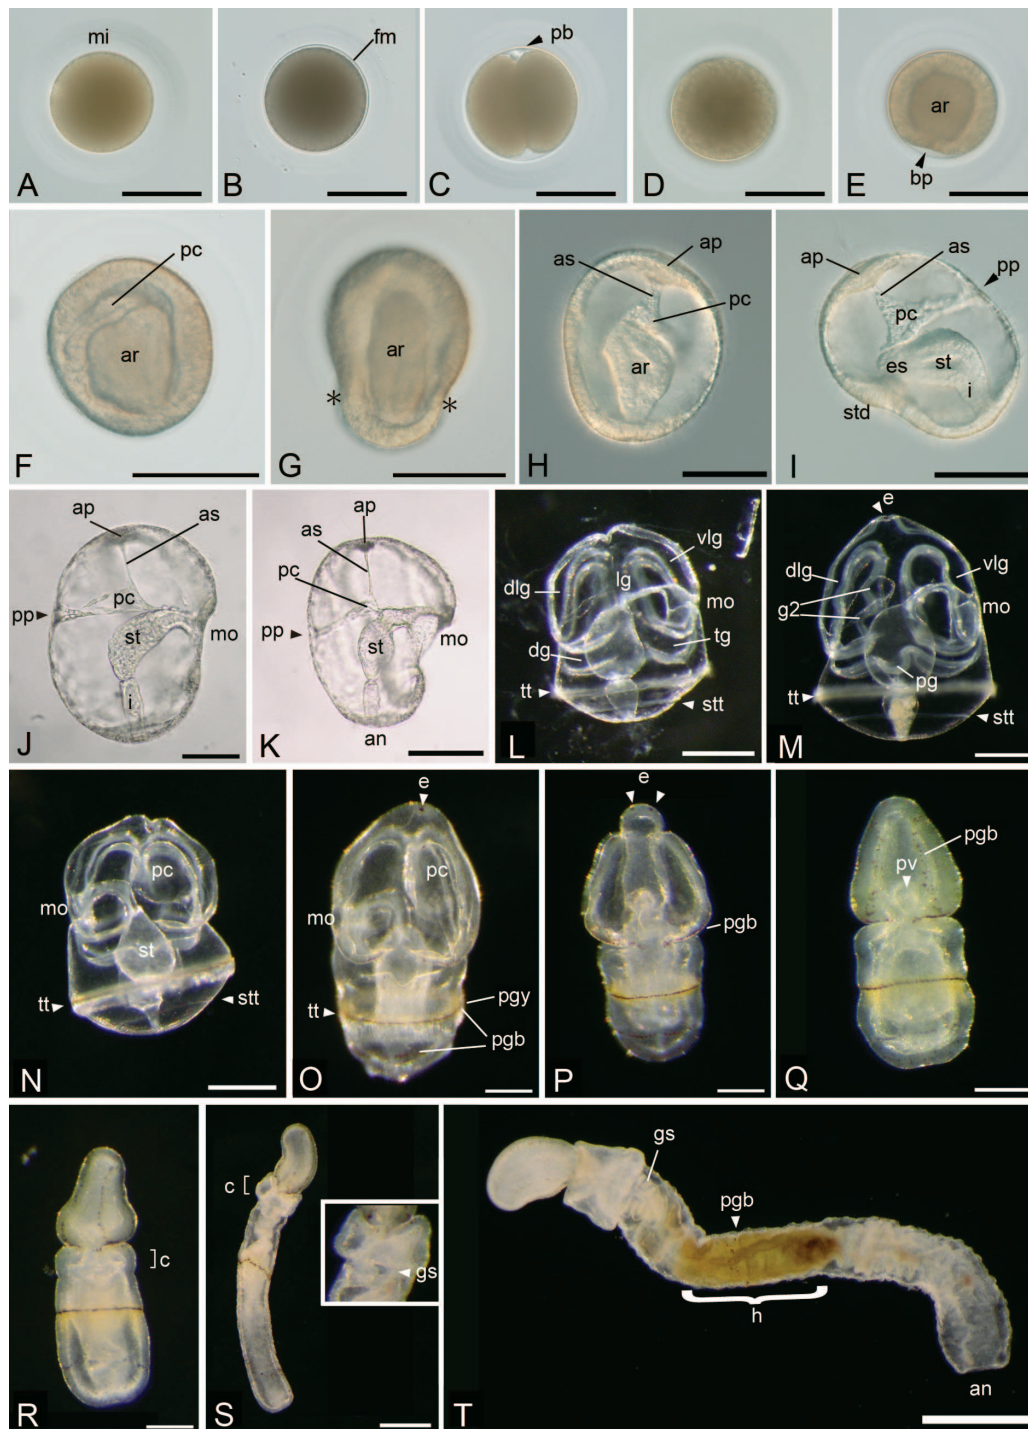 mi
A
fm
B
pb
C
D
ar
bp
E
pc
ar
F
ar
* *
G
as
ap
pc
ar
H
ap
as
pp
pc
es
st
i
std
I
ap
as
pc
pp
st
mo
i
J
ap
as
pc
pp
st
mo
an
K
vlg
lg
dlg
mo
dg
tg
tt
stt
L
e
dlg
vlg
g2
mo
pg
tt
stt
M
pc
mo
st
tt
stt
N
e
pc
mo
tt
pgy
pgb
O
e
pgb
P
pgb
pv
Q
c
R
c
gs
S
gs
pgb
h
an
T